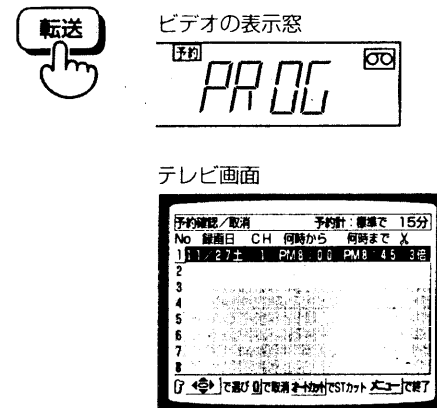 転送
ビデオの表示窓
予約
PROG
テレビ画面
予約確認／取消 予約計：標準で 15分
No 録画日 CH 何時から 何時まで X
1 11／27土 1 PM8：00 PM8：45 3倍
2
3
4
5
6
7
8
で選び 0で取消 オートカットでSTカット メニューで終了